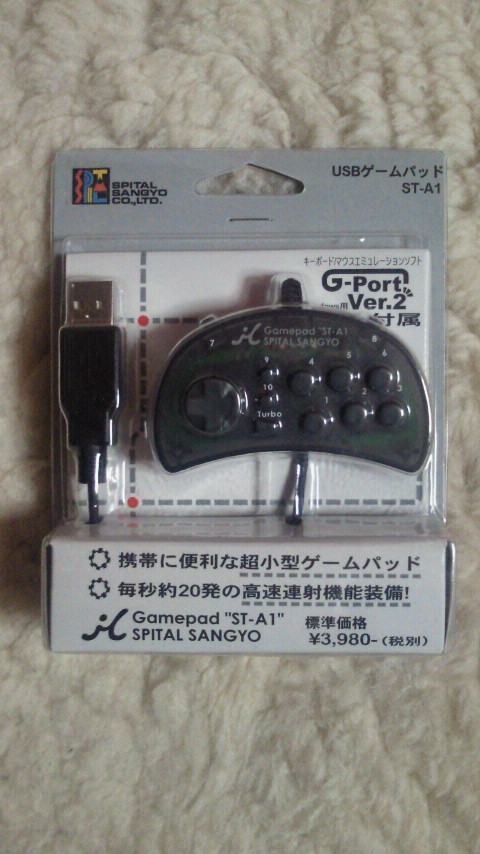 SPITAL
SANGYO
CO.,LTD.
USBゲームパッド
ST-A1
キーボード/マウスエミュレーションソフト
G-Port
Ver.2
付属
Gamepad "ST-A1
SPITAL SANGYO
7
8
9
4
5
6
10
1
2
3
Turbo
携帯に便利な超小型ゲームパッド
毎秒約20発の高速連射機能装備!
Gamepad "ST-A1"
SPITAL SANGYO
標準価格
¥3,980-(税別)